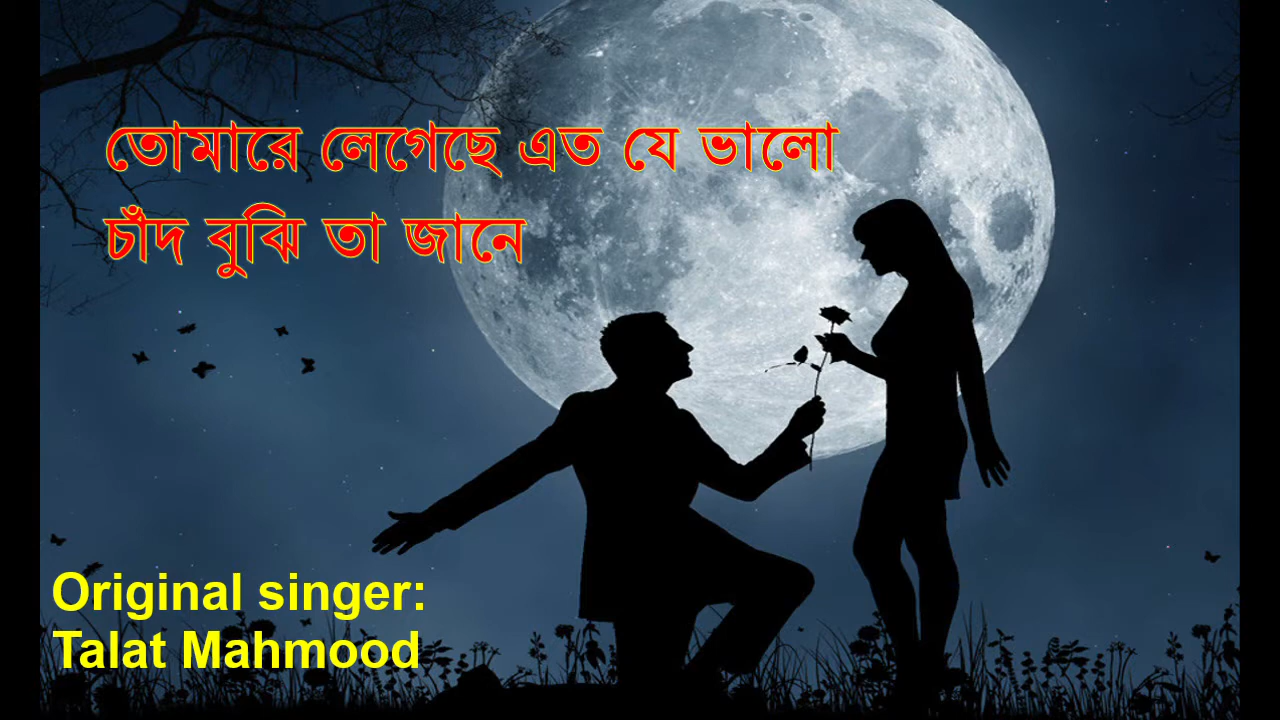 তোমারে লেগেছে এত যে ভালো
চাঁদ বুঝি তা জানে
Original singer:
Talat Mahmood